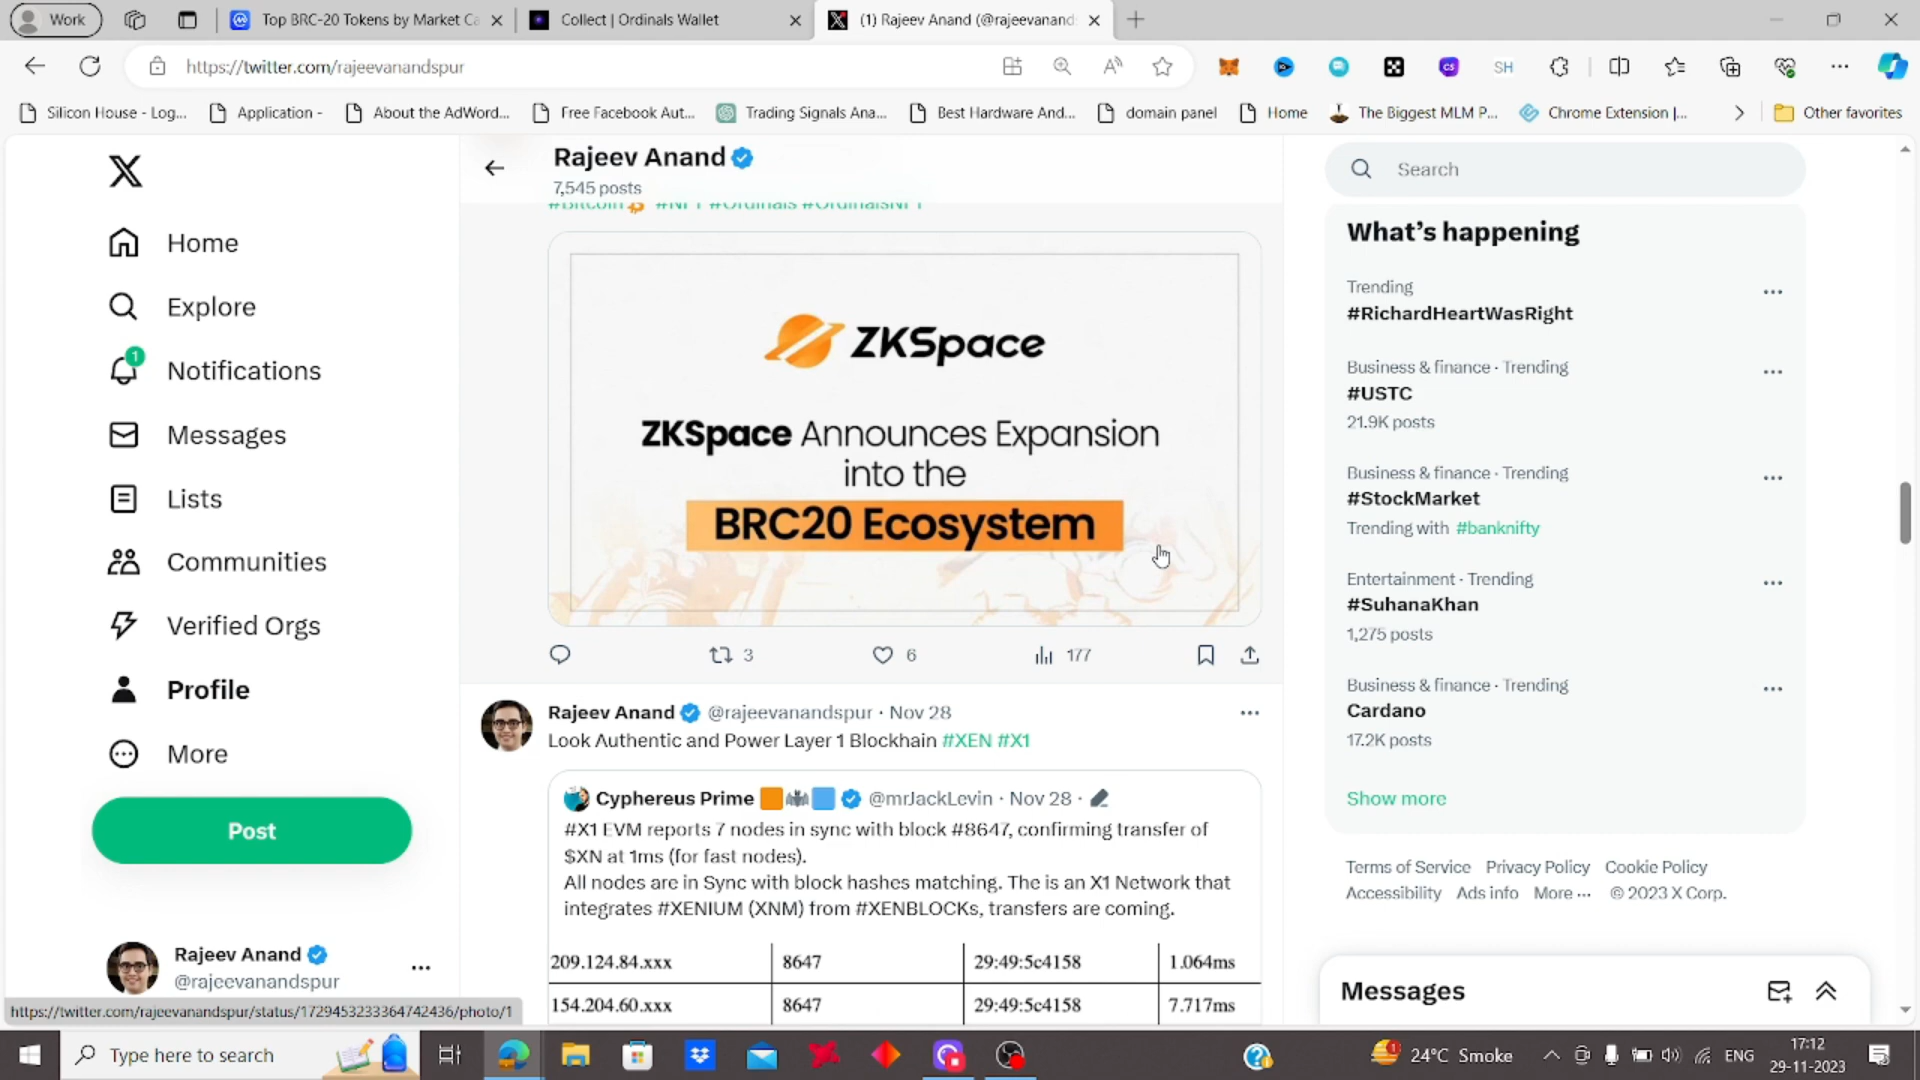 Work
Top BRC-20 Tokens by Market Ca
Collect | Ordinals Wallet
(1) Rajeev Anand (@rajeevanand
https://twitter.com/rajeevanandspur
Silicon House - Log...
Application -
About the AdWord...
Free Facebook Aut...
Trading Signals Ana...
Best Hardware And...
domain panel
Home
The Biggest MLM P...
Chrome Extension |...
Other favorites
Home
Explore
1
Notifications
Messages
Lists
Communities
Verified Orgs
Profile
More
Post
Rajeev Anand
@rajeevanandspur
https://twitter.com/rajeevanandspur/status/1729453233364742436/photo/1
Rajeev Anand
7,545 posts
#Bitcoin #NFT #Ordinals #OrdinalsNFT
ZKSpace
ZKSpace Announces Expansion
into the
BRC20 Ecosystem
3 6 177
Rajeev Anand @rajeevanandspur · Nov 28
Look Authentic and Power Layer 1 Blockhain #XEN #X1
Cyphereus Prime @mrJackLevin · Nov 28 ·
#X1 EVM reports 7 nodes in sync with block #8647, confirming transfer of
$XN at 1ms (for fast nodes).
All nodes are in Sync with block hashes matching. The is an X1 Network that
integrates #XENIUM (XNM) from #XENBLOCKs, transfers are coming.
209.124.84.xxx 8647 29:49:5c4158 1.064ms
154.204.60.xxx 8647 29:49:5c4158 7.717ms
Search
What's happening
Trending
#RichardHeartWasRight
Business & finance · Trending
#USTC
21.9K posts
Business & finance · Trending
#StockMarket
Trending with #banknifty
Entertainment · Trending
#SuhanaKhan
1,275 posts
Business & finance · Trending
Cardano
17.2K posts
Show more
Terms of Service Privacy Policy Cookie Policy
Accessibility Ads info More ··· © 2023 X Corp.
Messages
Type here to search
24°C Smoke
ENG
17:12
29-11-2023